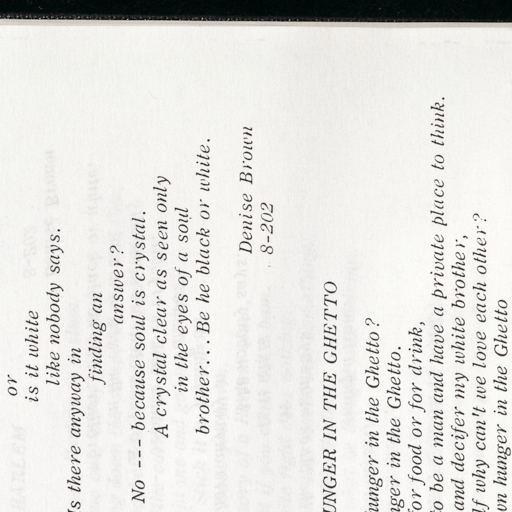 or
is it white
like nobody says.
Is there anyway in
finding an
answer?
No --- because soul is crystal.
A crystal clear as seen only
in the eyes of a soul
brother... Be he black or white.
Denise Brown
8-202
UNGER IN THE GHETTO
hunger in the Ghetto?
nger in the Ghetto.
for food or for drink,
to be a man and have a private place to think.
and decifer my white brother,
lf why can't we love each other?
wn hunger in the Ghetto